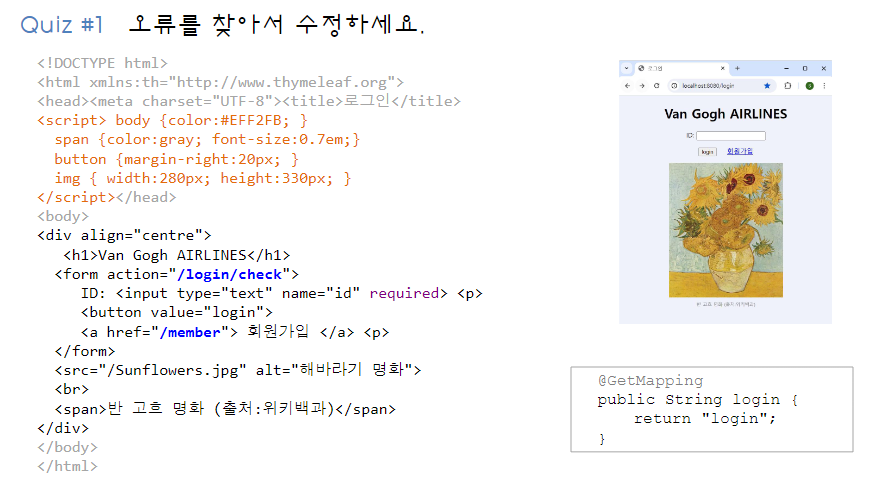 Quiz #1 오류를 찾아서 수정하세요.
<!DOCTYPE html>
<html xmlns:th="http://www.thymeleaf.org">
<head><meta charset="UTF-8"><title>로그인</title>
<script> body {color:#EFF2FB; }
span {color:gray; font-size:0.7em;}
button {margin-right:20px; }
img { width:280px; height:330px; }
</script></head>
<body>
<div align="centre">
<h1>Van Gogh AIRLINES</h1>
<form action="/login/check">
ID: <input type="text" name="id" required> <p>
<button value="login">
<a href="/member"> 회원가입 </a> <p>
</form>
<src="/Sunflowers.jpg" alt="해바라기 명화">
<br>
<span>반 고흐 명화 (출처:위키백과)</span>
</div>
</body>
</html>
로그인
localhost:8080/login
Van Gogh AIRLINES
ID:
login 회원가입
반 고흐 명화 (출처:위키백과)
@GetMapping
public String login {
return "login";
}